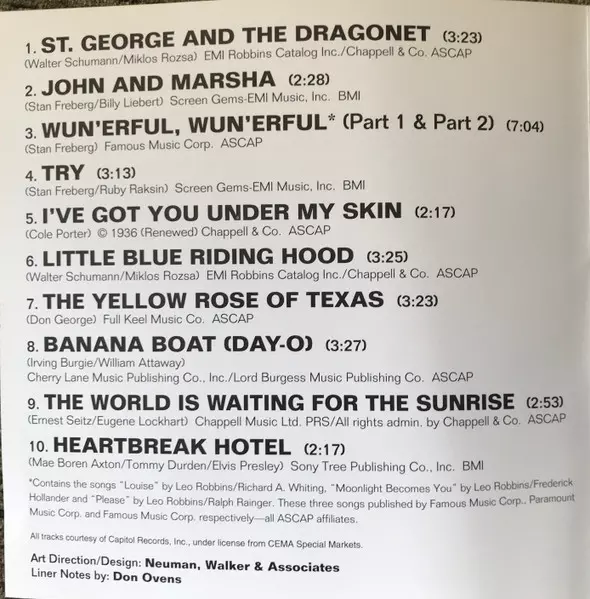 1. ST. GEORGE AND THE DRAGONET (3:23)
(Walter Schumann/Miklos Rozsa) EMI Robbins Catalog Inc./Chappell & Co. ASCAP
2. JOHN AND MARSHA (2:28)
(Stan Freberg/Billy Liebert) Screen Gems-EMI Music, Inc. BMI
3. WUN'ERFUL, WUN'ERFUL* (Part 1 & Part 2) (7:04)
(Stan Freberg) Famous Music Corp. ASCAP
4. TRY (3:13)
(Stan Freberg/Ruby Raksin) Screen Gems-EMI Music, Inc. BMI
5. I'VE GOT YOU UNDER MY SKIN (2:17)
(Cole Porter) © 1936 (Renewed) Chappell & Co. ASCAP
6. LITTLE BLUE RIDING HOOD (3:25)
(Walter Schumann/Miklos Rozsa) EMI Robbins Catalog Inc./Chappell & Co. ASCAP
7. THE YELLOW ROSE OF TEXAS (3:23)
(Don George) Full Keel Music Co. ASCAP
8. BANANA BOAT (DAY-O) (3:27)
(Irving Burgie/William Attaway)
Cherry Lane Music Publishing Co., Inc./Lord Burgess Music Publishing Co. ASCAP
9. THE WORLD IS WAITING FOR THE SUNRISE (2:53)
(Ernest Seitz/Eugene Lockhart) Chappell Music Ltd. PRS/All rights admin. by Chappell & Co. ASCAP
10. HEARTBREAK HOTEL (2:17)
(Mae Boren Axton/Tommy Durden/Elvis Presley) Sony Tree Publishing Co., Inc. BMI
*Contains the songs "Louise" by Leo Robbins/Richard A. Whiting, "Moonlight Becomes You" by Leo Robbins/Frederick
Hollander and "Please" by Leo Robbins/Ralph Rainger. These three songs published by Famous Music Corp., Paramount
Music Corp. and Famous Music Corp. respectively—all ASCAP affiliates.
All tracks courtesy of Capitol Records, Inc., under license from CEMA Special Markets.
Art Direction/Design: Neuman, Walker & Associates
Liner Notes by: Don Ovens